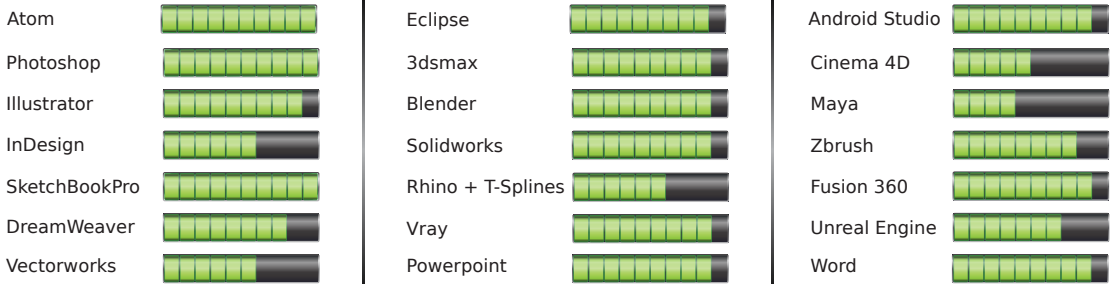 Atom
Photoshop
Illustrator
InDesign
SketchBookPro
DreamWeaver
Vectorworks
Eclipse
3dsmax
Blender
Solidworks
Rhino + T-Splines
Vray
Powerpoint
Android Studio
Cinema 4D
Maya
Zbrush
Fusion 360
Unreal Engine
Word